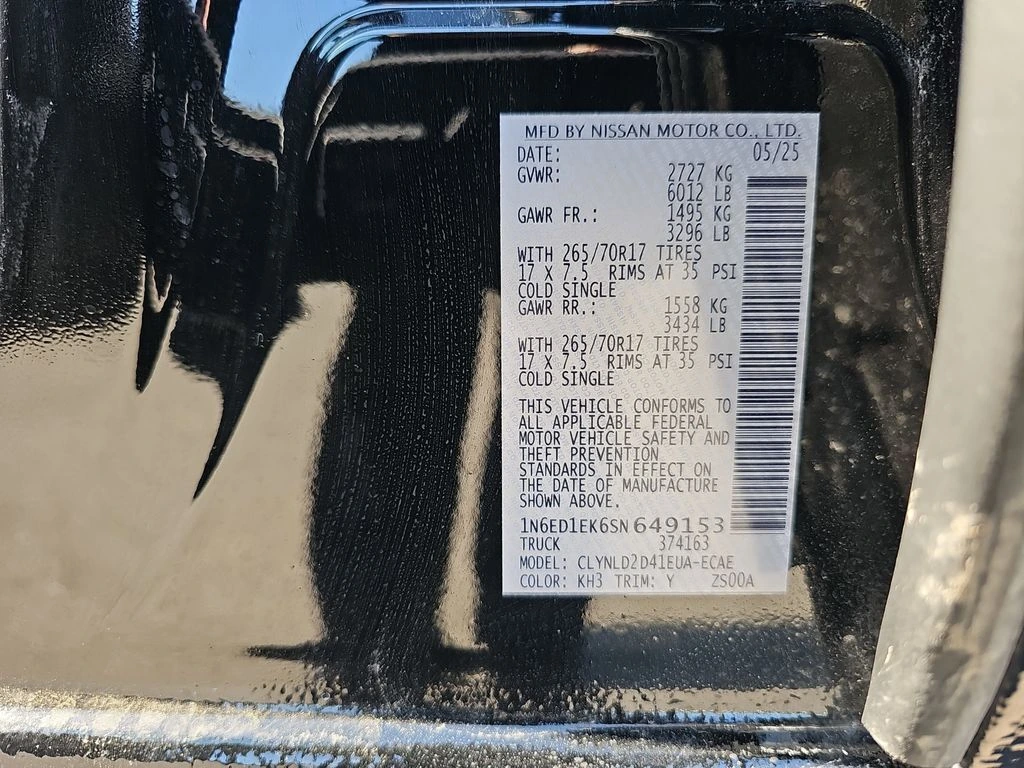 MFD BY NISSAN MOTOR CO., LTD.
DATE: 05/25
GVWR: 2727 KG
6012 LB
GAWR FR.: 1495 KG
3296 LB
WITH 265/70R17 TIRES
17 X 7.5 RIMS AT 35 PSI
COLD SINGLE
GAWR RR.: 1558 KG
3434 LB
WITH 265/70R17 TIRES
17 X 7.5 RIMS AT 35 PSI
COLD SINGLE
THIS VEHICLE CONFORMS TO
ALL APPLICABLE FEDERAL
MOTOR VEHICLE SAFETY AND
THEFT PREVENTION
STANDARDS IN EFFECT ON
THE DATE OF MANUFACTURE
SHOWN ABOVE.
1N6ED1EK6SN649153
TRUCK 374163
MODEL: CLYNLD2D41EUA-ECAE
COLOR: KH3 TRIM: Y ZS00A